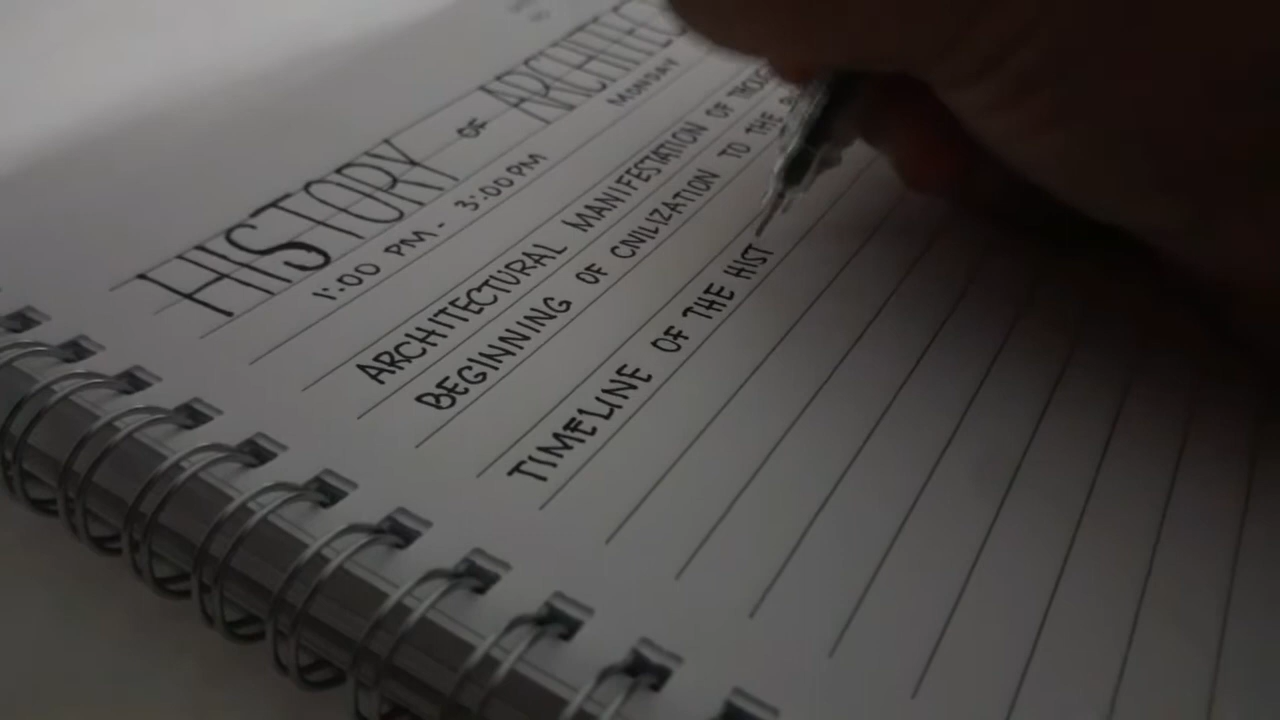 HISTORY OF ARCHITEC
1:00 PM - 3:00 PM MONDAY
ARCHITECTURAL MANIFESTATION OF THOUG
BEGINNING OF CIVILIZATION TO THE
TIMELINE OF THE HIST